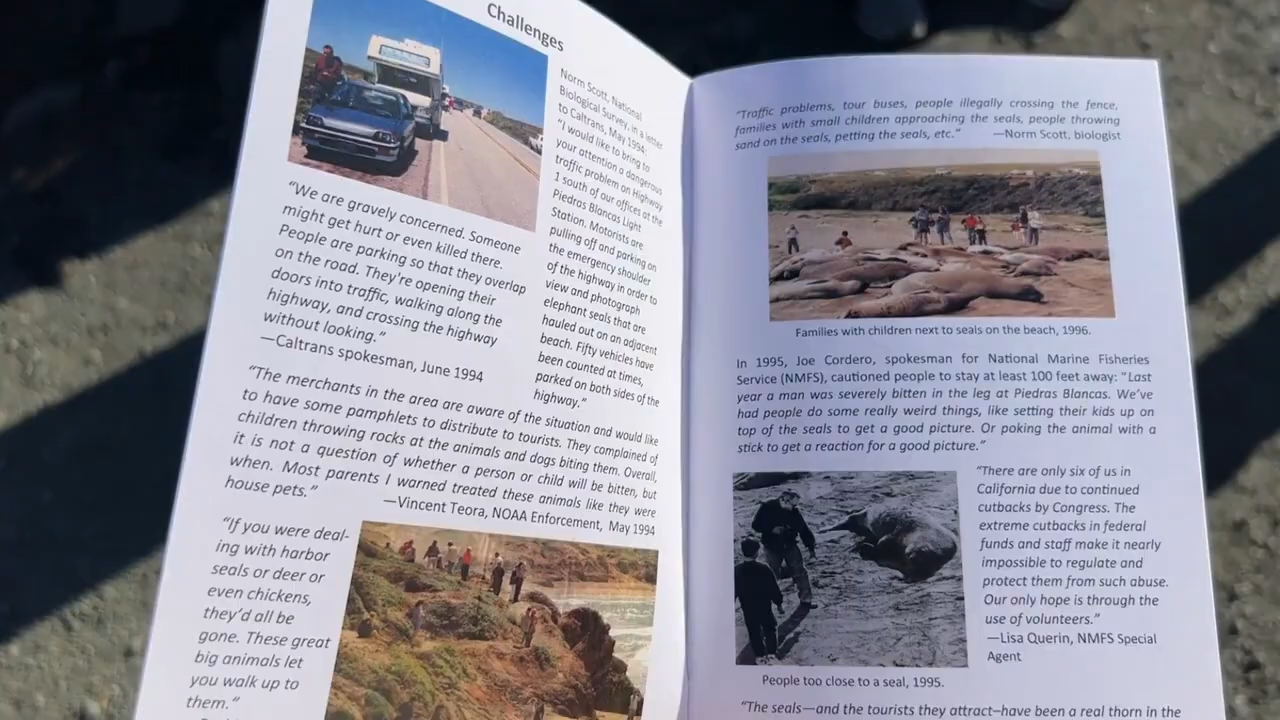 Challenges
Norm Scott, National
Biological Survey, in a letter
to Caltrans, May 1994:
"I would like to bring to
your attention a dangerous
traffic problem on Highway
1 south of our offices at the
Piedras Blancas Light
Station. Motorists are
pulling off and parking on
the emergency shoulder
of the highway in order to
view and photograph
elephant seals that are
hauled out on an adjacent
beach. Fifty vehicles have
been counted at times,
parked on both sides of the
highway."
"We are gravely concerned. Someone
might get hurt or even killed there.
People are parking so that they overlap
on the road. They're opening their
doors into traffic, walking along the
highway, and crossing the highway
without looking."
—Caltrans spokesman, June 1994
"The merchants in the area are aware of the situation and would like
to have some pamphlets to distribute to tourists. They complained of
children throwing rocks at the animals and dogs biting them. Overall,
it is not a question of whether a person or child will be bitten, but
when. Most parents I warned treated these animals like they were
house pets."
—Vincent Teora, NOAA Enforcement, May 1994
"If you were deal-
ing with harbor
seals or deer or
even chickens,
they'd all be
gone. These great
big animals let
you walk up to
them."
"Traffic problems, tour buses, people illegally crossing the fence,
families with small children approaching the seals, people throwing
sand on the seals, petting the seals, etc." —Norm Scott, biologist
Families with children next to seals on the beach, 1996.
In 1995, Joe Cordero, spokesman for National Marine Fisheries
Service (NMFS), cautioned people to stay at least 100 feet away: "Last
year a man was severely bitten in the leg at Piedras Blancas. We've
had people do some really weird things, like setting their kids up on
top of the seals to get a good picture. Or poking the animal with a
stick to get a reaction for a good picture."
"There are only six of us in
California due to continued
cutbacks by Congress. The
extreme cutbacks in federal
funds and staff make it nearly
impossible to regulate and
protect them from such abuse.
Our only hope is through the
use of volunteers."
—Lisa Querin, NMFS Special
Agent
People too close to a seal, 1995.
"The seals—and the tourists they attract—have been a real thorn in the